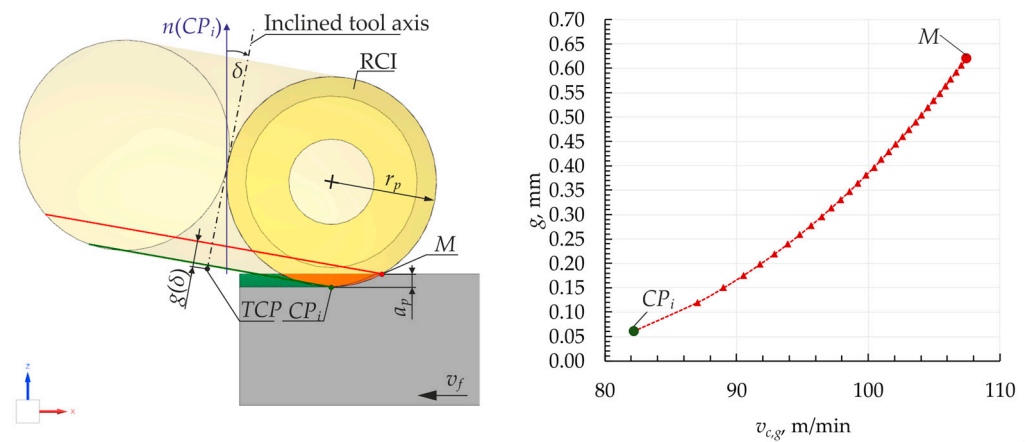 n(CPᵢ)
Inclined tool axis
δ
RCI
rₚ
M
g(δ)
TCP CPᵢ
aₚ
v_f
z
x
0.70
0.65
0.60
0.55
0.50
0.45
0.40
0.35
0.30
0.25
0.20
0.15
0.10
0.05
0.00
g, mm
M
CPᵢ
80 90 100 110
v_c,g, m/min